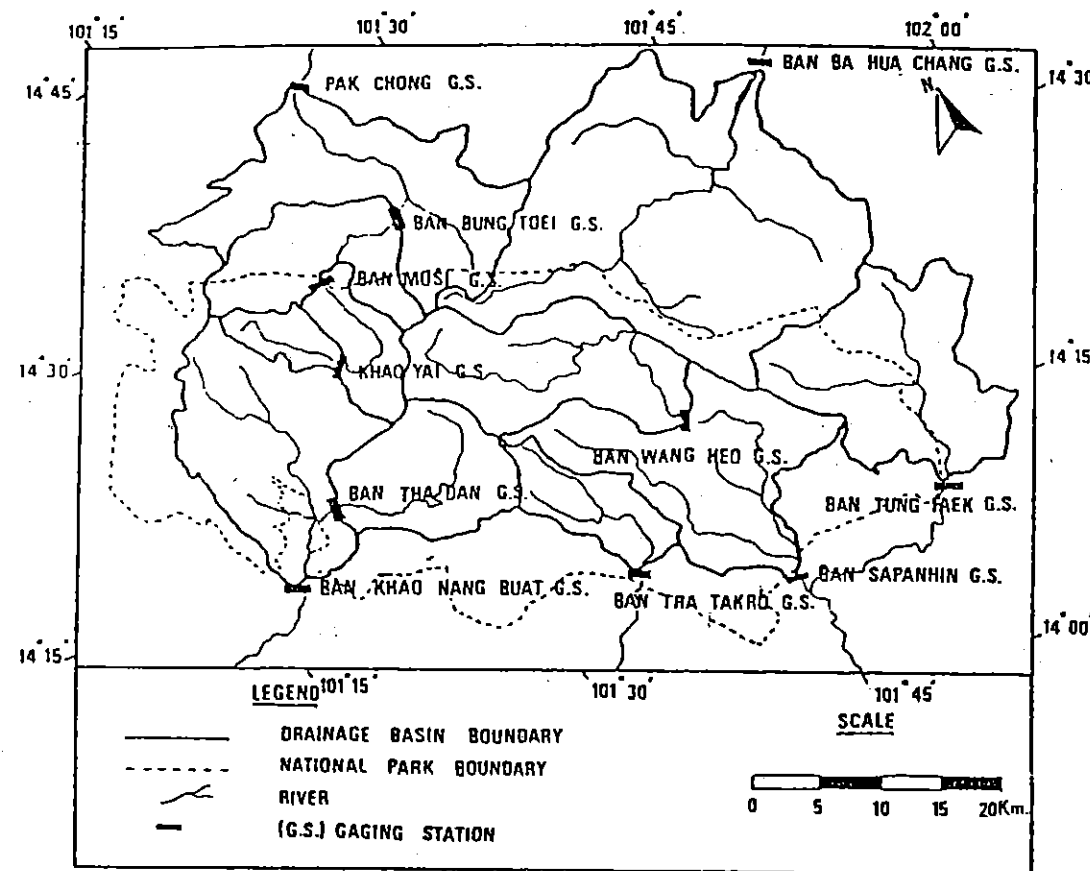 101°15'
101°30'
101°45'
102°00'
14°45'
14°30'
PAK CHONG G.S.
BAN BA HUA CHANG G.S.
N
BAN BUNG TOEI G.S.
BAN MOSI G.S.
KHAO YAI G.S
14°30'
14°15'
BAN WANG HEO G.S.
BAN THA DAN G.S.
BAN TUNG FAEK G.S.
BAN KHAO NANG BUAT G.S.
BAN TRA TAKRO G.S.
BAN SAPANHIN G.S.
14°15'
14°00'
101°15'
101°30'
101°45'
LEGEND
DRAINAGE BASIN BOUNDARY
NATIONAL PARK BOUNDARY
RIVER
(G.S.) GAGING STATION
SCALE
0 5 10 15 20Km.